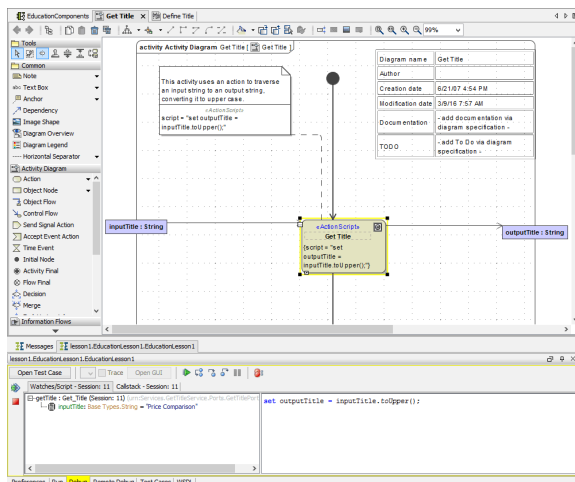 EducationComponents
Get Title
Define Title
99%
Tools
Common
Note
abc Text Box
Anchor
Dependency
Image Shape
Diagram Overview
Diagram Legend
Horizontal Separator
Activity Diagram
Action
Object Node
Object Flow
Control Flow
Send Signal Action
Accept Event Action
Time Event
Initial Node
Activity Final
Flow Final
Decision
Merge
Information Flows
activity Activity Diagram Get Title [ Get Title ]
This activity uses an action to traverse
an input string to an output string,
converting it to upper case.
«ActionScript»
script = "set outputTitle =
inputTitle.toUpper();"
Diagram name Get Title
Author
Creation date 6/21/07 4:54 PM
Modification date 3/9/16 7:57 AM
Documentation - add documentation via
diagram specification -
TODO - add To Do via diagram
specification -
inputTitle : String
«ActionScript»
Get Title
{script = "set
outputTitle =
inputTitle.toUpper();"}
outputTitle : String
Messages lesson1.EducationLesson1.EducationLesson1
lesson1.EducationLesson1.EducationLesson1
Open Test Case Trace Open GUI
Watches/Script - Session: 11 Callstack - Session: 11
getTitle : Get_Title (Session: 11) (urn:Services.GetTitleService.Ports.GetTitlePort
inputTitle: Base Types.String = "Price Comparison"
set outputTitle = inputTitle.toUpper();
Preferences Run Debug Remote Debug Test Cases WSDL